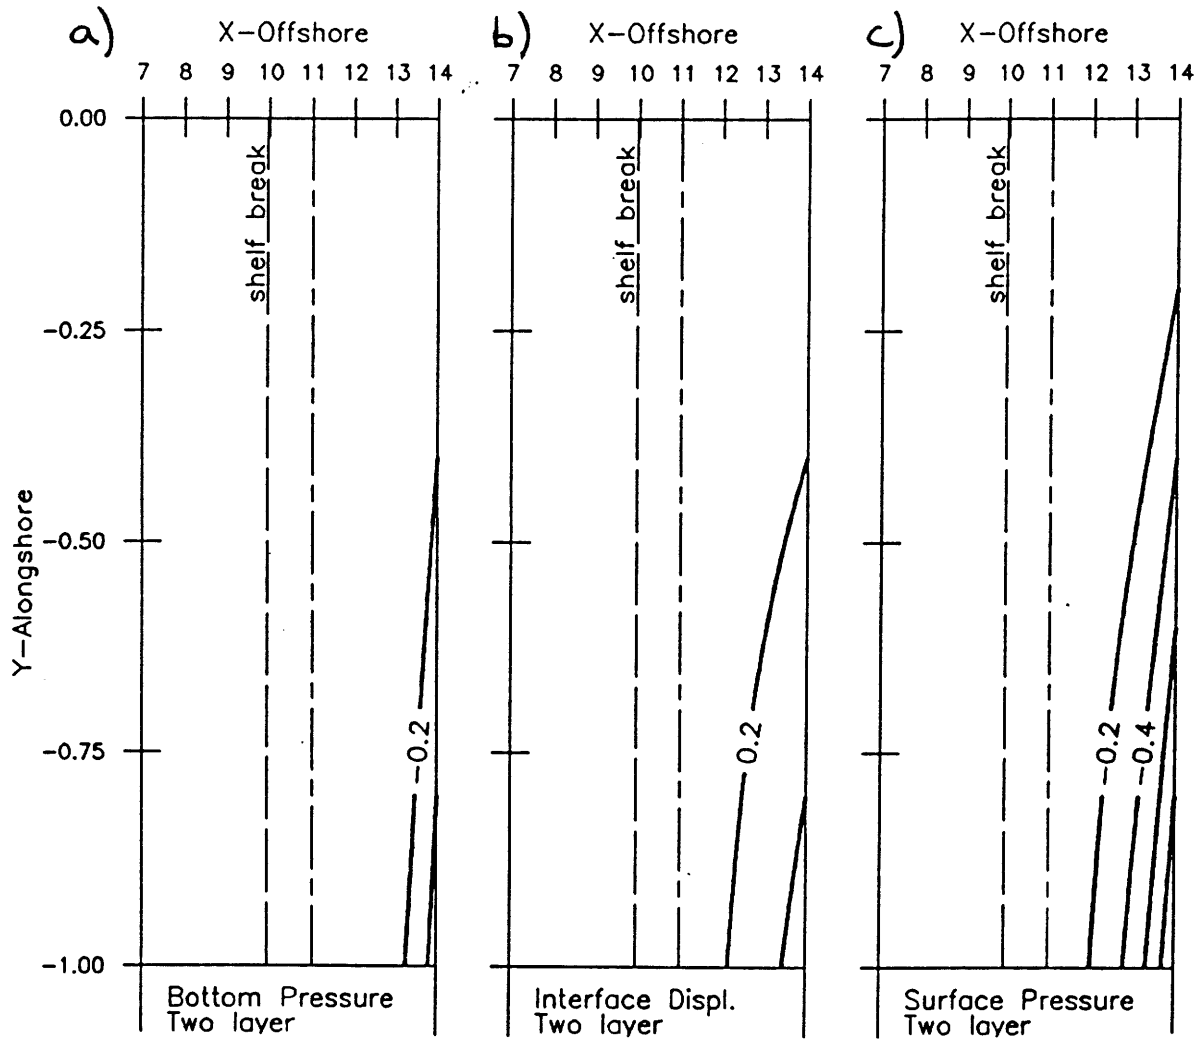 a) X-Offshore b) X-Offshore c) X-Offshore
7 8 9 10 11 12 13 14 7 8 9 10 11 12 13 14 7 8 9 10 11 12 13 14
0.00
shelf break shelf break shelf break
-0.25
Y-Alongshore
-0.50
-0.75
-0.2 0.2 -0.2 -0.4
-1.00
Bottom Pressure
Two layer
Interface Displ.
Two layer
Surface Pressure
Two layer